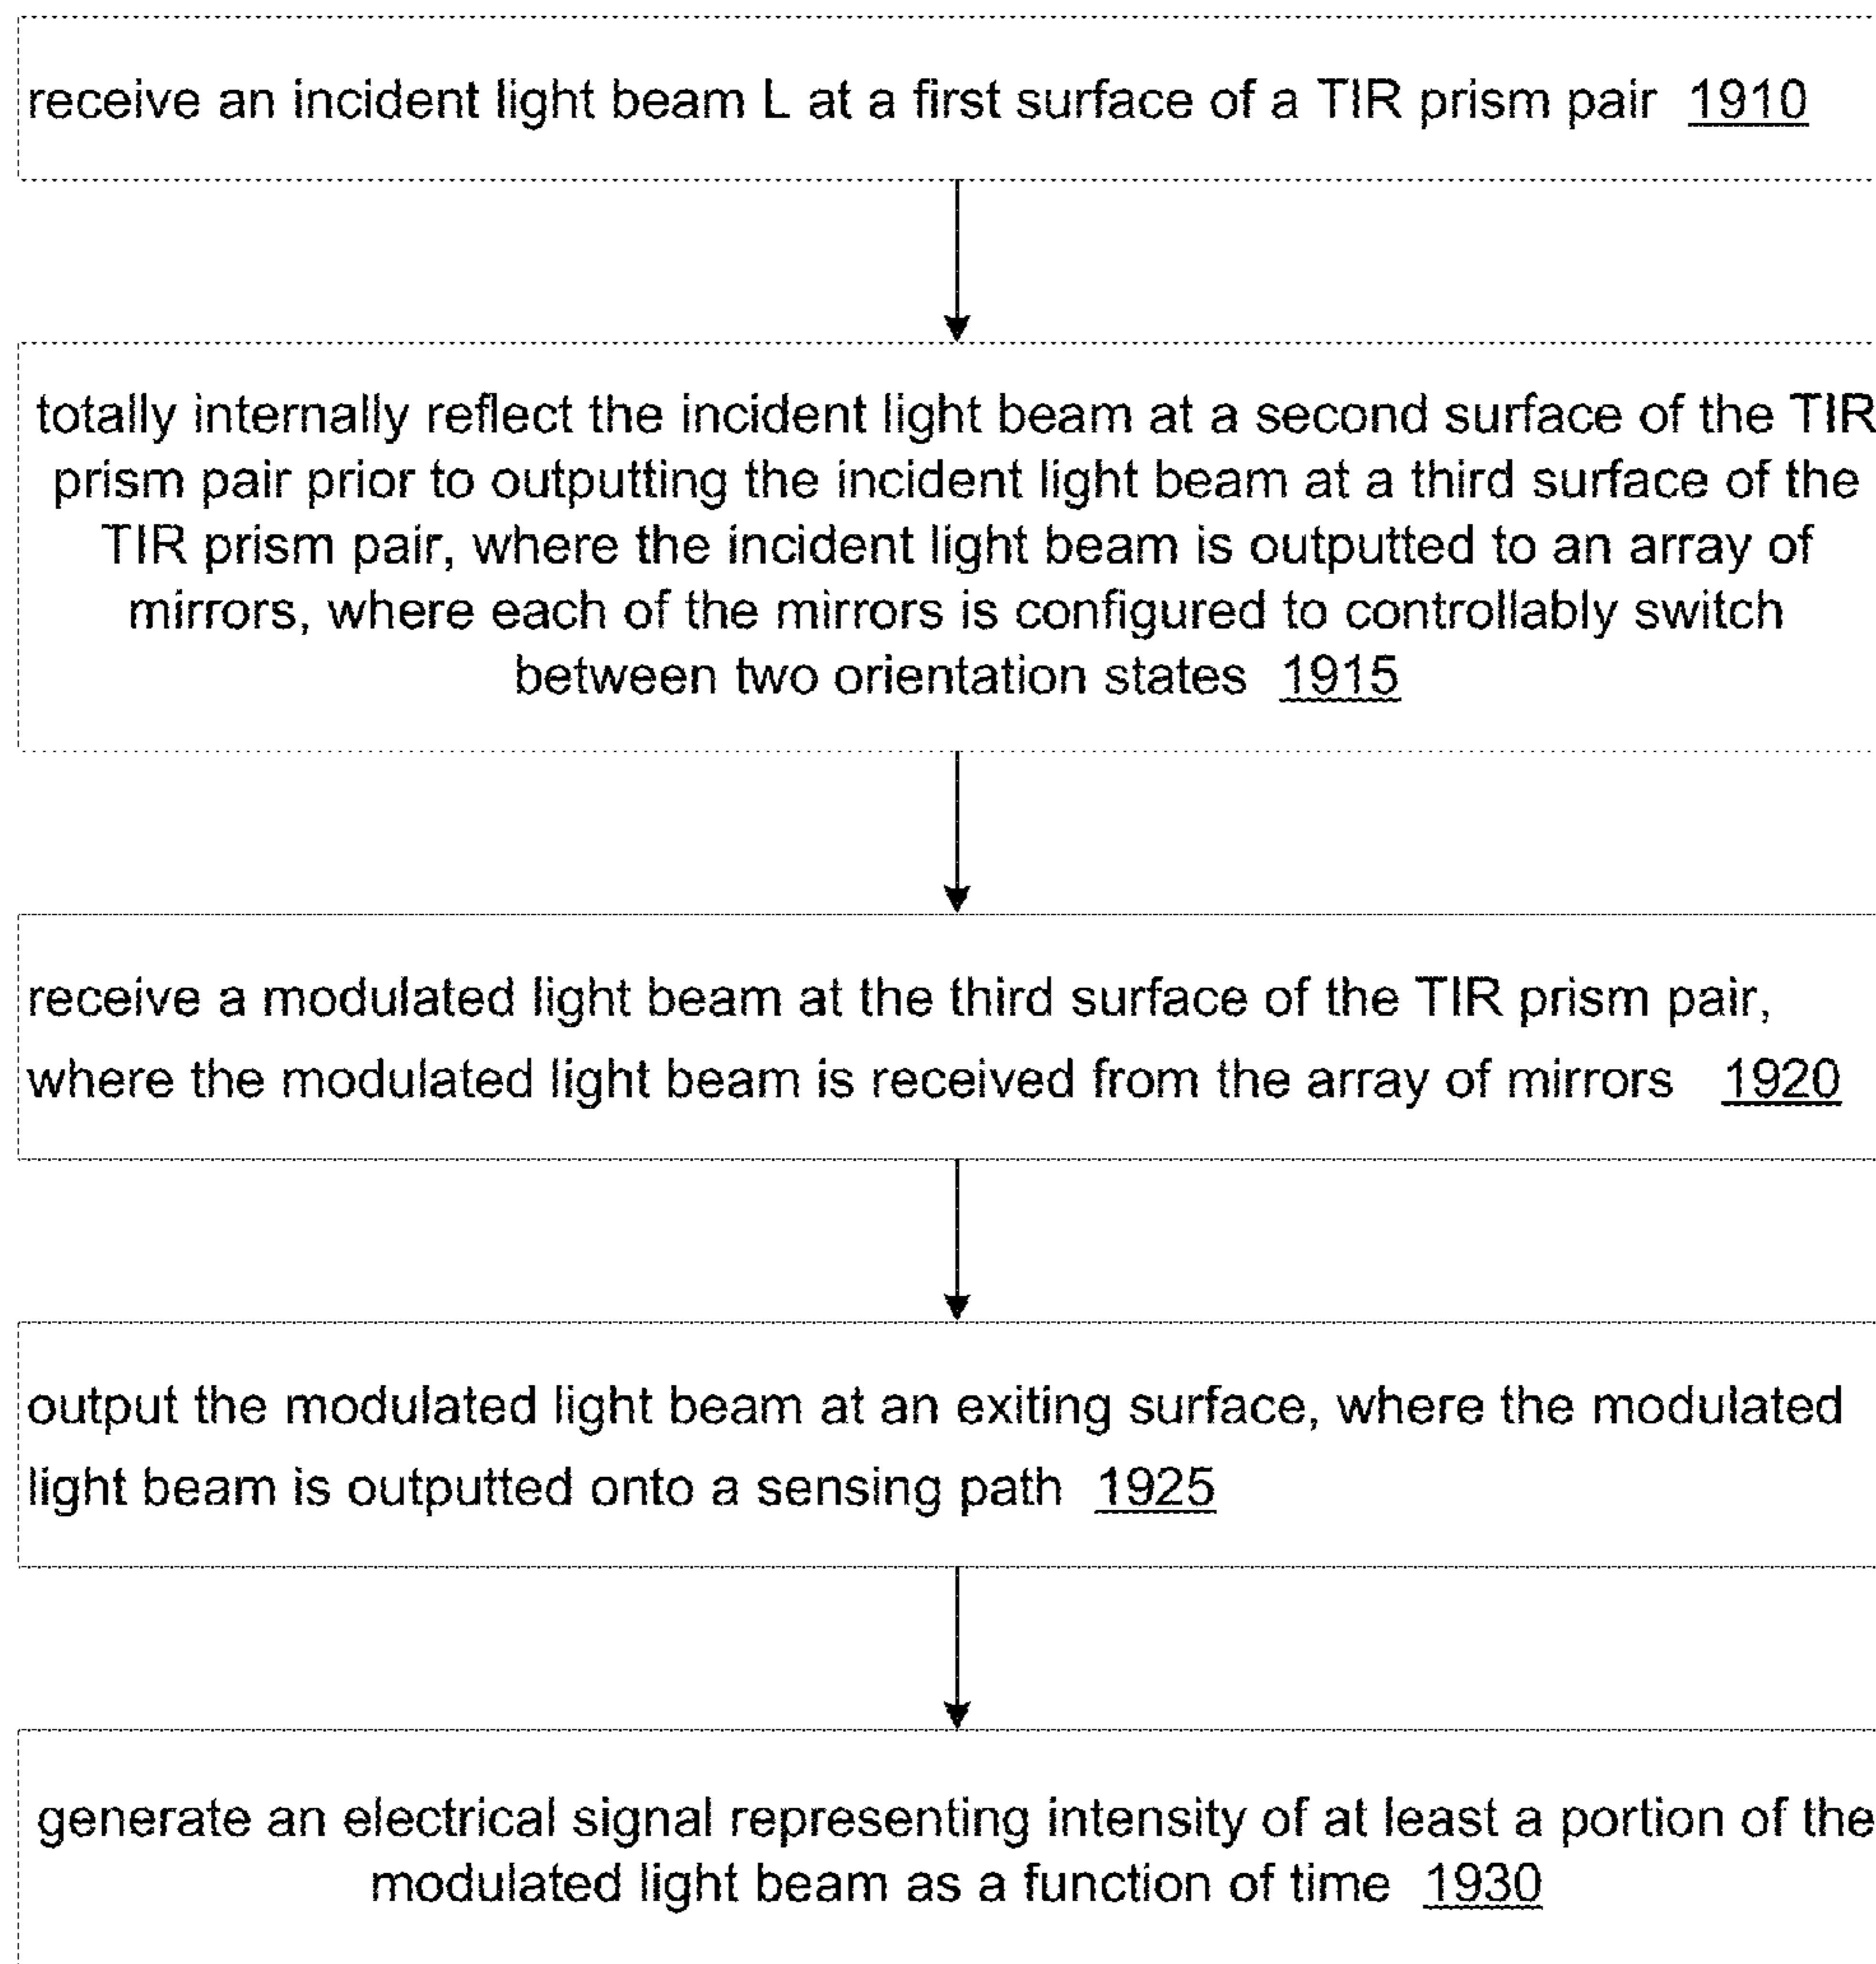 receive an incident light beam L at a first surface of a TIR prism pair 1910
totally internally reflect the incident light beam at a second surface of the TIR
prism pair prior to outputting the incident light beam at a third surface of the
TIR prism pair, where the incident light beam is outputted to an array of
mirrors, where each of the mirrors is configured to controllably switch
between two orientation states 1915
receive a modulated light beam at the third surface of the TIR prism pair,
where the modulated light beam is received from the array of mirrors 1920
output the modulated light beam at an exiting surface, where the modulated
light beam is outputted onto a sensing path 1925
generate an electrical signal representing intensity of at least a portion of the
modulated light beam as a function of time 1930